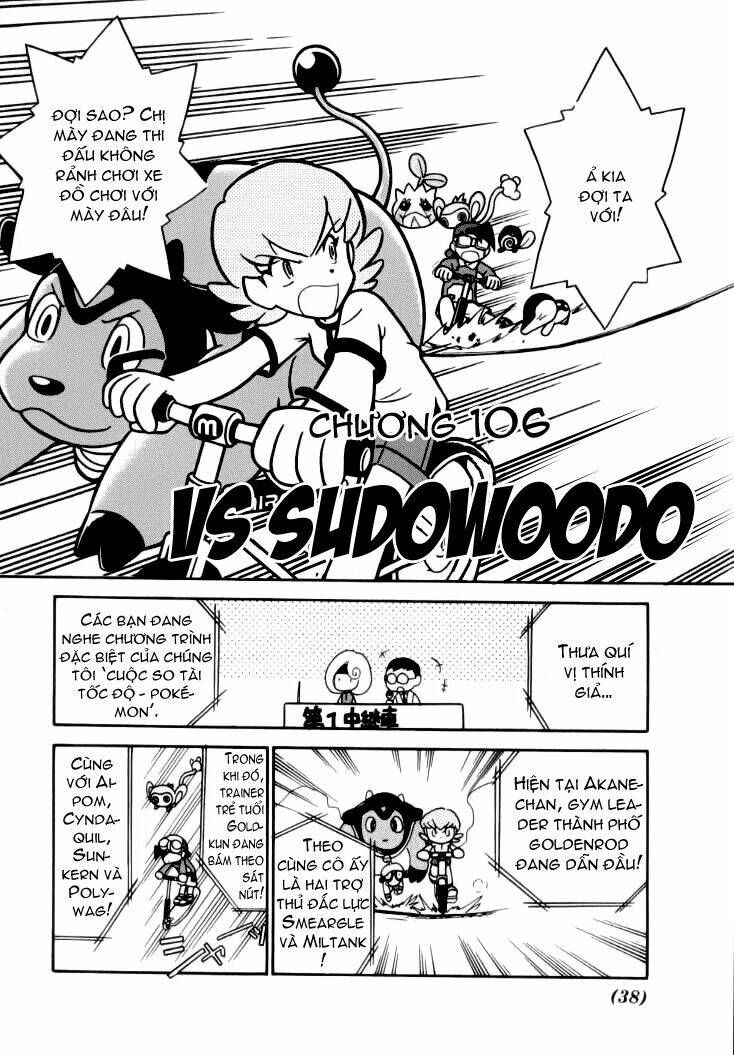 Ả KIA
ĐỢI TA
VỚI!
ĐỢI SAO? CHỊ
MÀY ĐANG THI
ĐẤU KHÔNG
RẢNH CHƠI XE
ĐỒ CHƠI VỚI
MÀY ĐÂU!
m
CHƯƠNG 106
VS SUDOWOODO
THƯA QUÍ
VỊ THÍNH
GIẢ...
CÁC BẠN ĐANG
NGHE CHƯƠNG TRÌNH
ĐẶC BIỆT CỦA CHÚNG
TÔI ‘CUỘC SO TÀI
TỐC ĐỘ - POKÉ-
MON’.
第1中継車
HIỆN TẠI AKANE-
CHAN, GYM LEA-
DER THÀNH PHỐ
GOLDENROD
ĐANG DẪN ĐẦU!
THEO
CÙNG CÔ ẤY
LÀ HAI TRỢ
THỦ ĐẮC LỰC
SMEARGLE
VÀ MILTANK
!
TRONG
KHI ĐÓ,
TRAINER
TRẺ TUỔI
GOLD-
KUN ĐANG
BÁM THEO
SÁT
NÚT!
CÙNG
VỚI AI-
POM,
CYNDA-
QUIL,
SUN-
KERN VÀ
POLY-
WAG!
(38)